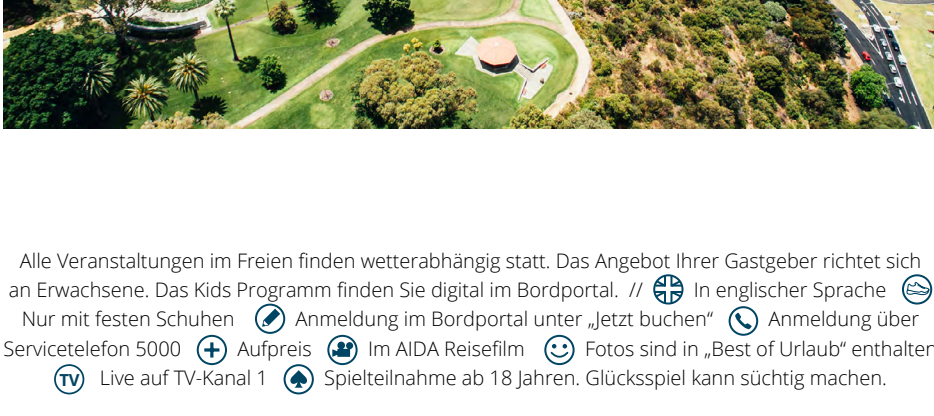 Alle Veranstaltungen im Freien finden wetterabhängig statt. Das Angebot Ihrer Gastgeber richtet sich
an Erwachsene. Das Kids Programm finden Sie digital im Bordportal. // In englischer Sprache
Nur mit festen Schuhen Anmeldung im Bordportal unter „Jetzt buchen“ Anmeldung über
Servicetelefon 5000 Aufpreis Im AIDA Reisefilm Fotos sind in „Best of Urlaub“ enthalten
TV Live auf TV-Kanal 1 Spielteilnahme ab 18 Jahren. Glücksspiel kann süchtig machen.